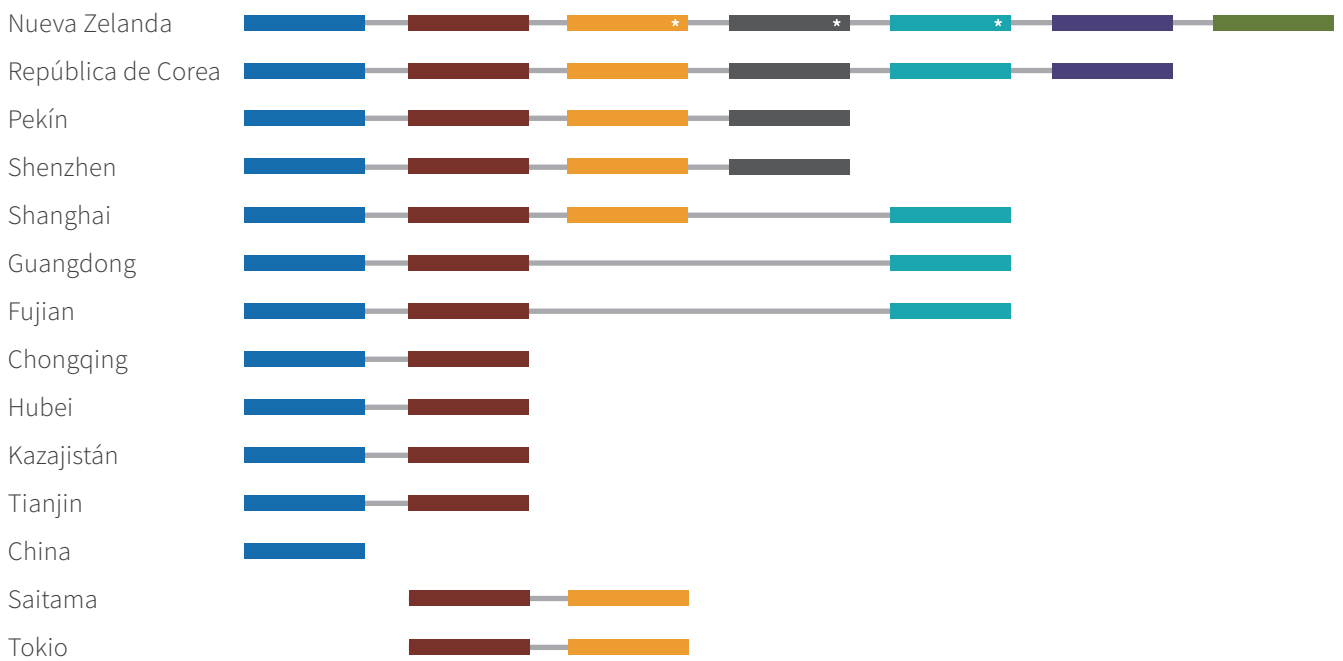 Nueva Zelanda * * *
República de Corea
Pekín
Shenzhen
Shanghai
Guangdong
Fujian
Chongqing
Hubei
Kazajistán
Tianjin
China
Saitama
Tokio